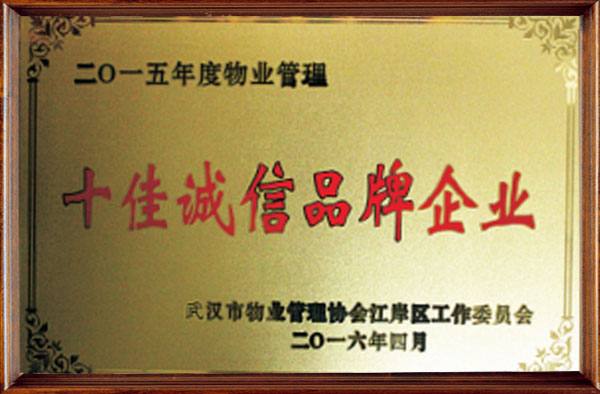 二〇一五年度物业管理
十佳诚信品牌企业
武汉市物业管理协会江岸区工作委员会
二〇一六年四月